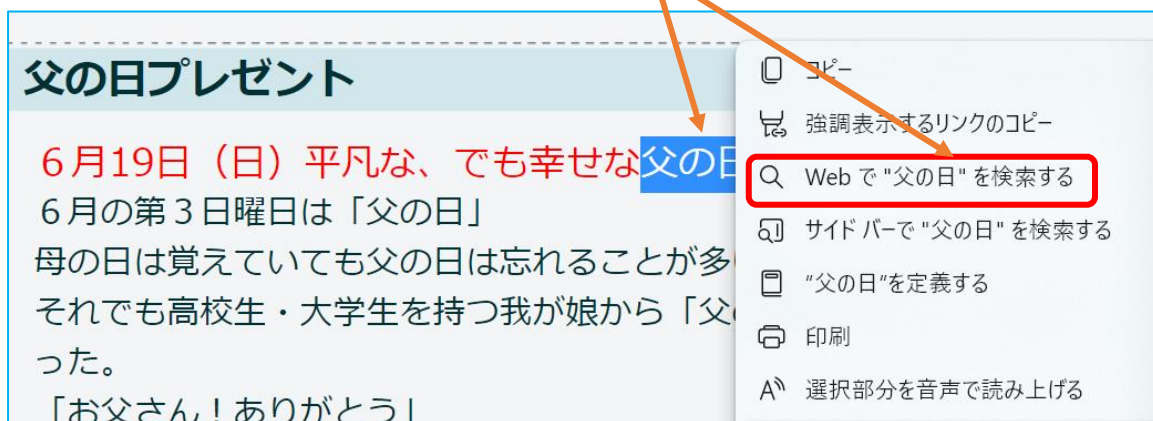 父の日プレゼント
６月19日（日）平凡な、でも幸せな父の日
６月の第３日曜日は「父の日」
母の日は覚えていても父の日は忘れることが多
それでも高校生・大学生を持つ我が娘から「父
った。
「お父さん！ありがとう」
コピー
強調表示するリンクのコピー
Web で "父の日" を検索する
サイド バーで "父の日" を検索する
"父の日"を定義する
印刷
選択部分を音声で読み上げる